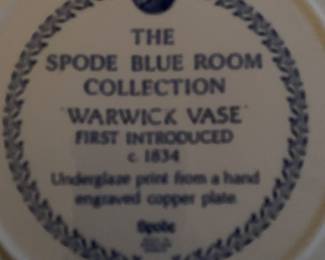 THE
SPODE BLUE ROOM
COLLECTION
'WARWICK VASE'
FIRST INTRODUCED
c. 1834
Underglaze print from a hand
engraved copper plate
Spode